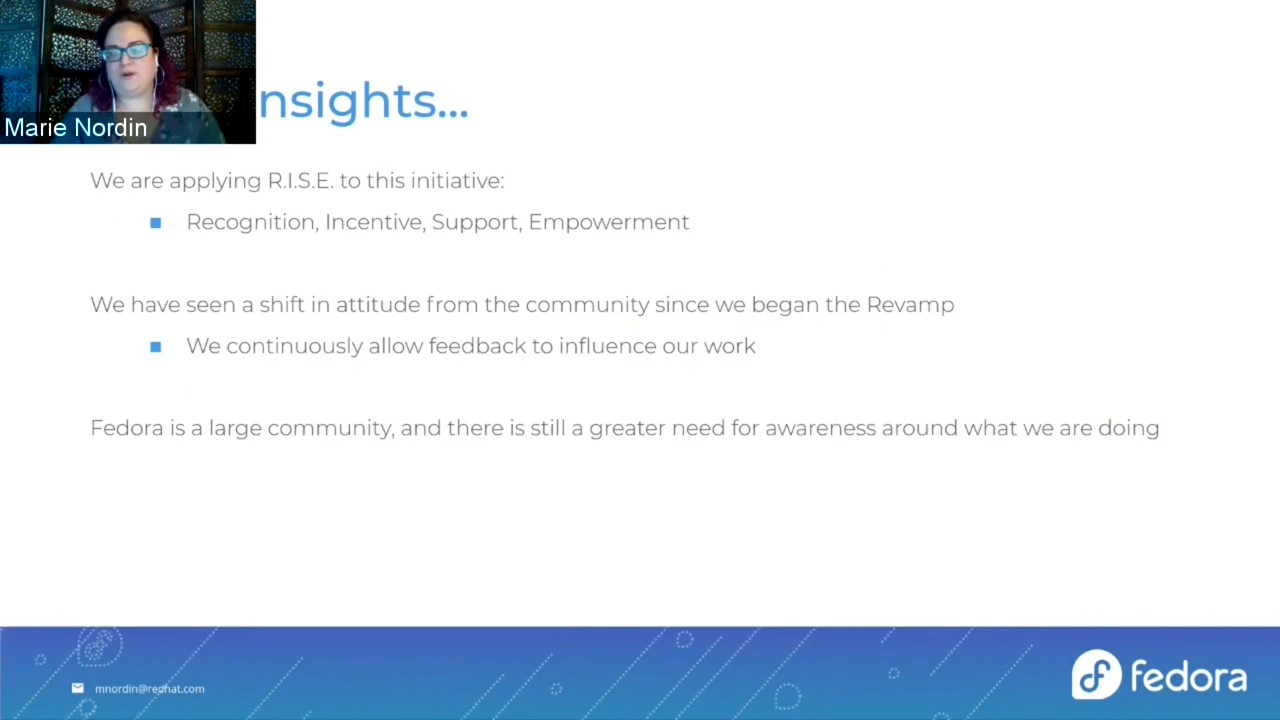 Marie Nordin
nsights...
We are applying R.I.S.E. to this initiative:
Recognition, Incentive, Support, Empowerment
We have seen a shift in attitude from the community since we began the Revamp
We continuously allow feedback to influence our work
Fedora is a large community, and there is still a greater need for awareness around what we are doing
mnordin@redhat.com
fedora